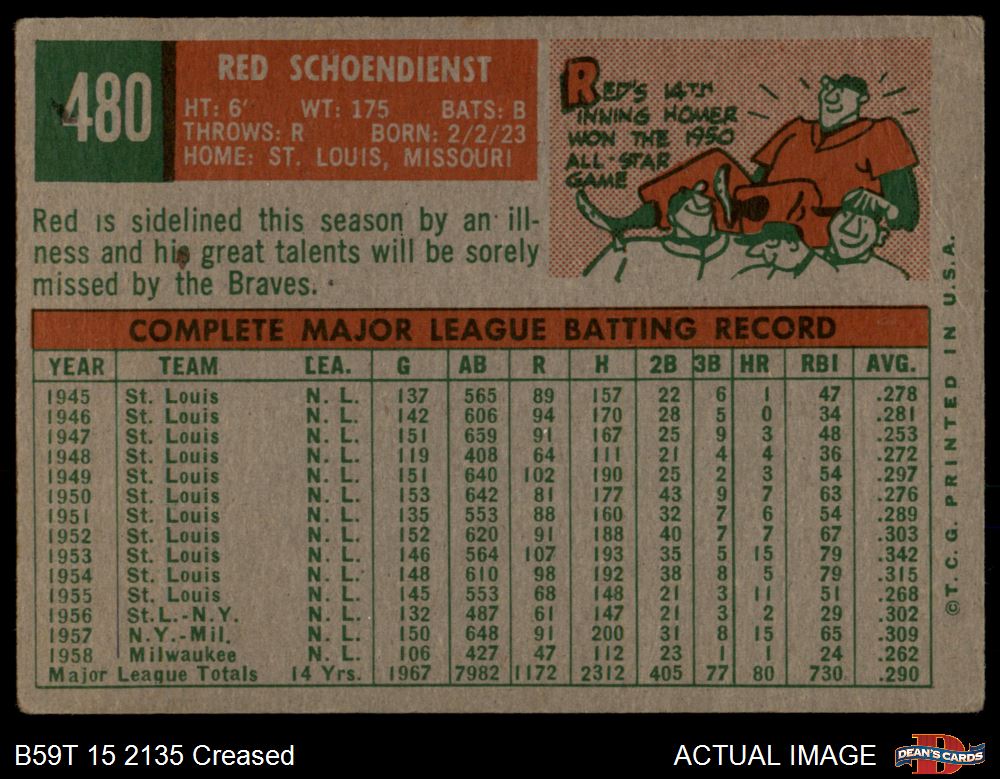 480
RED SCHOENDIENST
HT: 6' WT: 175 BATS: B
THROWS: R BORN: 2/2/23
HOME: ST. LOUIS, MISSOURI
RED'S 14TH
INNING HOMER
WON THE 1950
ALL-STAR
GAME
Red is sidelined this season by an ill-
ness and his great talents will be sorely
missed by the Braves.
COMPLETE MAJOR LEAGUE BATTING RECORD
YEAR TEAM LEA. G AB R H 2B 3B HR RBI AVG.
1945 St. Louis N. L. 137 565 89 157 22 6 1 47 .278
1946 St. Louis N. L. 142 606 94 170 28 5 0 34 .281
1947 St. Louis N. L. 151 659 91 167 25 9 3 48 .253
1948 St. Louis N. L. 119 408 64 111 21 4 4 36 .272
1949 St. Louis N. L. 151 640 102 190 25 2 3 54 .297
1950 St. Louis N. L. 153 642 81 177 43 9 7 63 .276
1951 St. Louis N. L. 135 553 88 160 32 7 6 54 .289
1952 St. Louis N. L. 152 620 91 188 40 7 7 67 .303
1953 St. Louis N. L. 146 564 107 193 35 5 15 79 .342
1954 St. Louis N. L. 148 610 98 192 38 8 5 79 .315
1955 St. Louis N. L. 145 553 68 148 21 3 11 51 .268
1956 St.L.-N.Y. N. L. 132 487 61 147 21 3 2 29 .302
1957 N.Y.-Mil. N. L. 150 648 91 200 31 8 15 65 .309
1958 Milwaukee N. L. 106 427 47 112 23 1 1 24 .262
Major League Totals 14 Yrs. 1967 7982 1172 2312 405 77 80 730 .290
©T.C.G. PRINTED IN U.S.A.
B59T 15 2135 Creased
ACTUAL IMAGE
DEAN'S CARDS